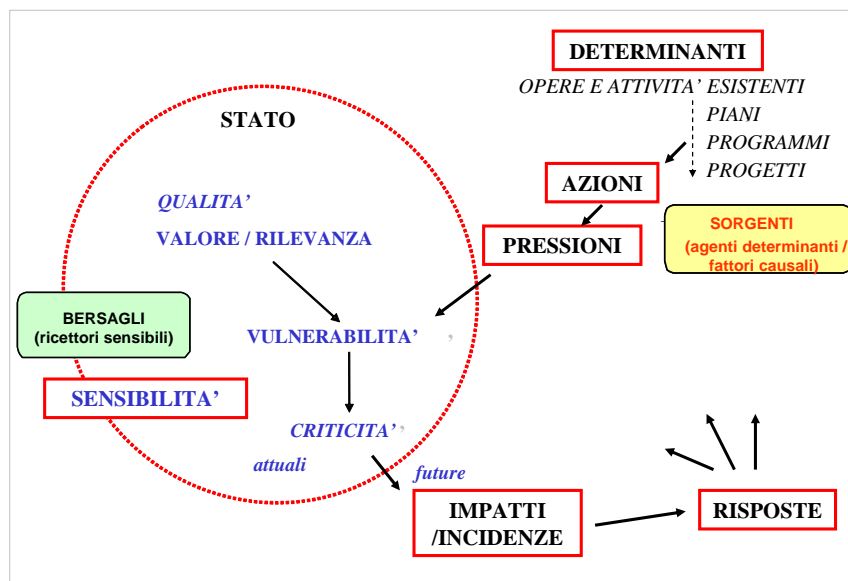 DETERMINANTI
OPERE E ATTIVITA’ ESISTENTI
PIANI
PROGRAMMI
PROGETTI
STATO
AZIONI
QUALITA’
VALORE / RILEVANZA
PRESSIONI
SORGENTI
(agenti determinanti /
fattori causali)
BERSAGLI
(ricettori sensibili)
VULNERABILITA’ ’
SENSIBILITA’
CRITICITA’ ’
attuali
future
IMPATTI
/INCIDENZE
RISPOSTE